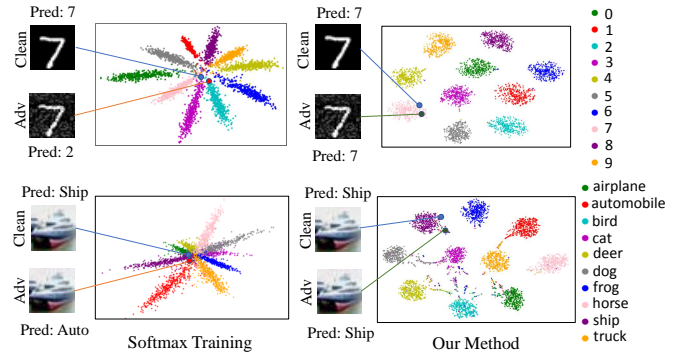 Pred: 7
Clean
Adv
Pred: 2
Pred: 7
Clean
Adv
Pred: 7
0
1
2
3
4
5
6
7
8
9
Pred: Ship
Clean
Adv
Pred: Auto
Softmax Training
Pred: Ship
Clean
Adv
Pred: Ship
Our Method
airplane
automobile
bird
cat
deer
dog
frog
horse
ship
truck